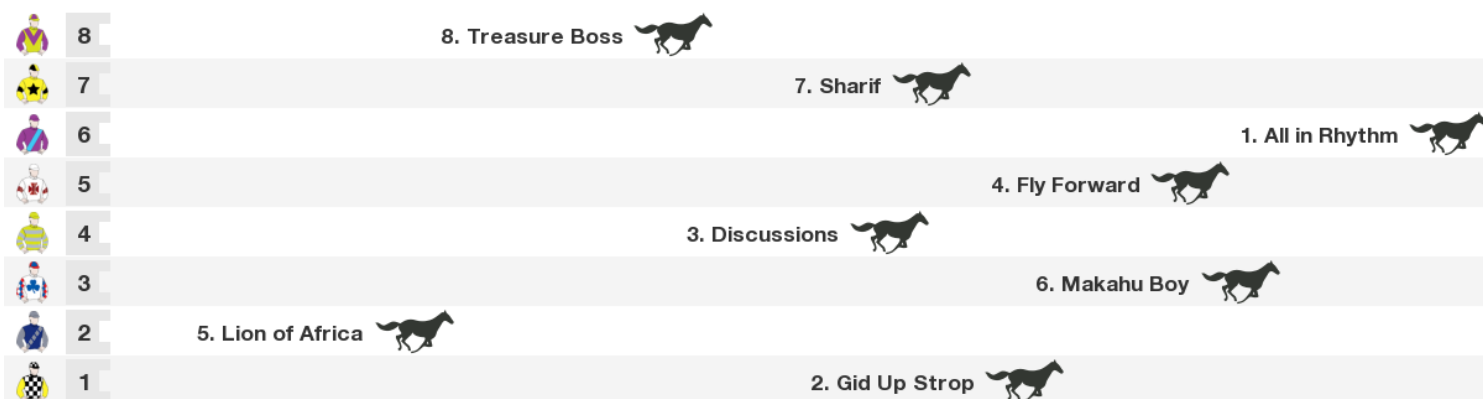 8 8. Treasure Boss
7 7. Sharif
6 1. All in Rhythm
5 4. Fly Forward
4 3. Discussions
3 6. Makahu Boy
2 5. Lion of Africa
1 2. Gid Up Strop